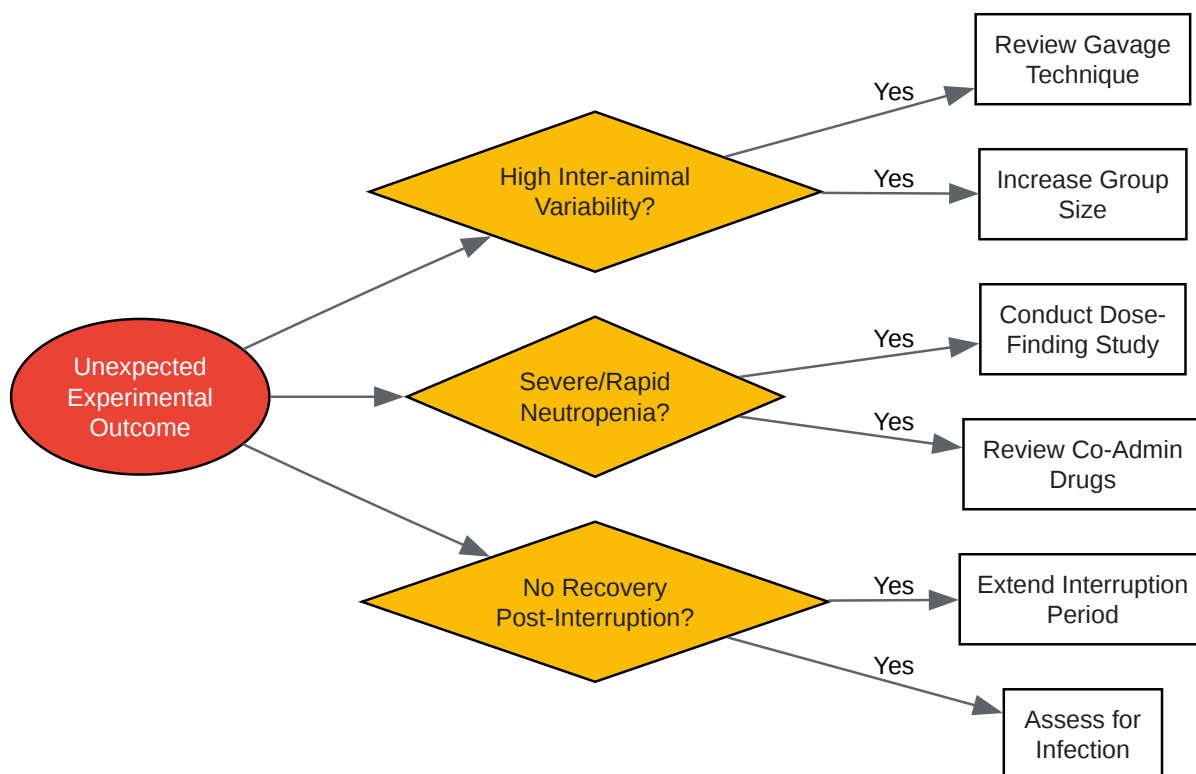 Unexpected
Experimental
Outcome
High Inter-animal
Variability?
Yes
Review Gavage
Technique
Yes
Increase Group
Size
Severe/Rapid
Neutropenia?
Yes
Conduct Dose-
Finding Study
Yes
Review Co-Admin
Drugs
No Recovery
Post-Interruption?
Yes
Extend Interruption
Period
Yes
Assess for
Infection